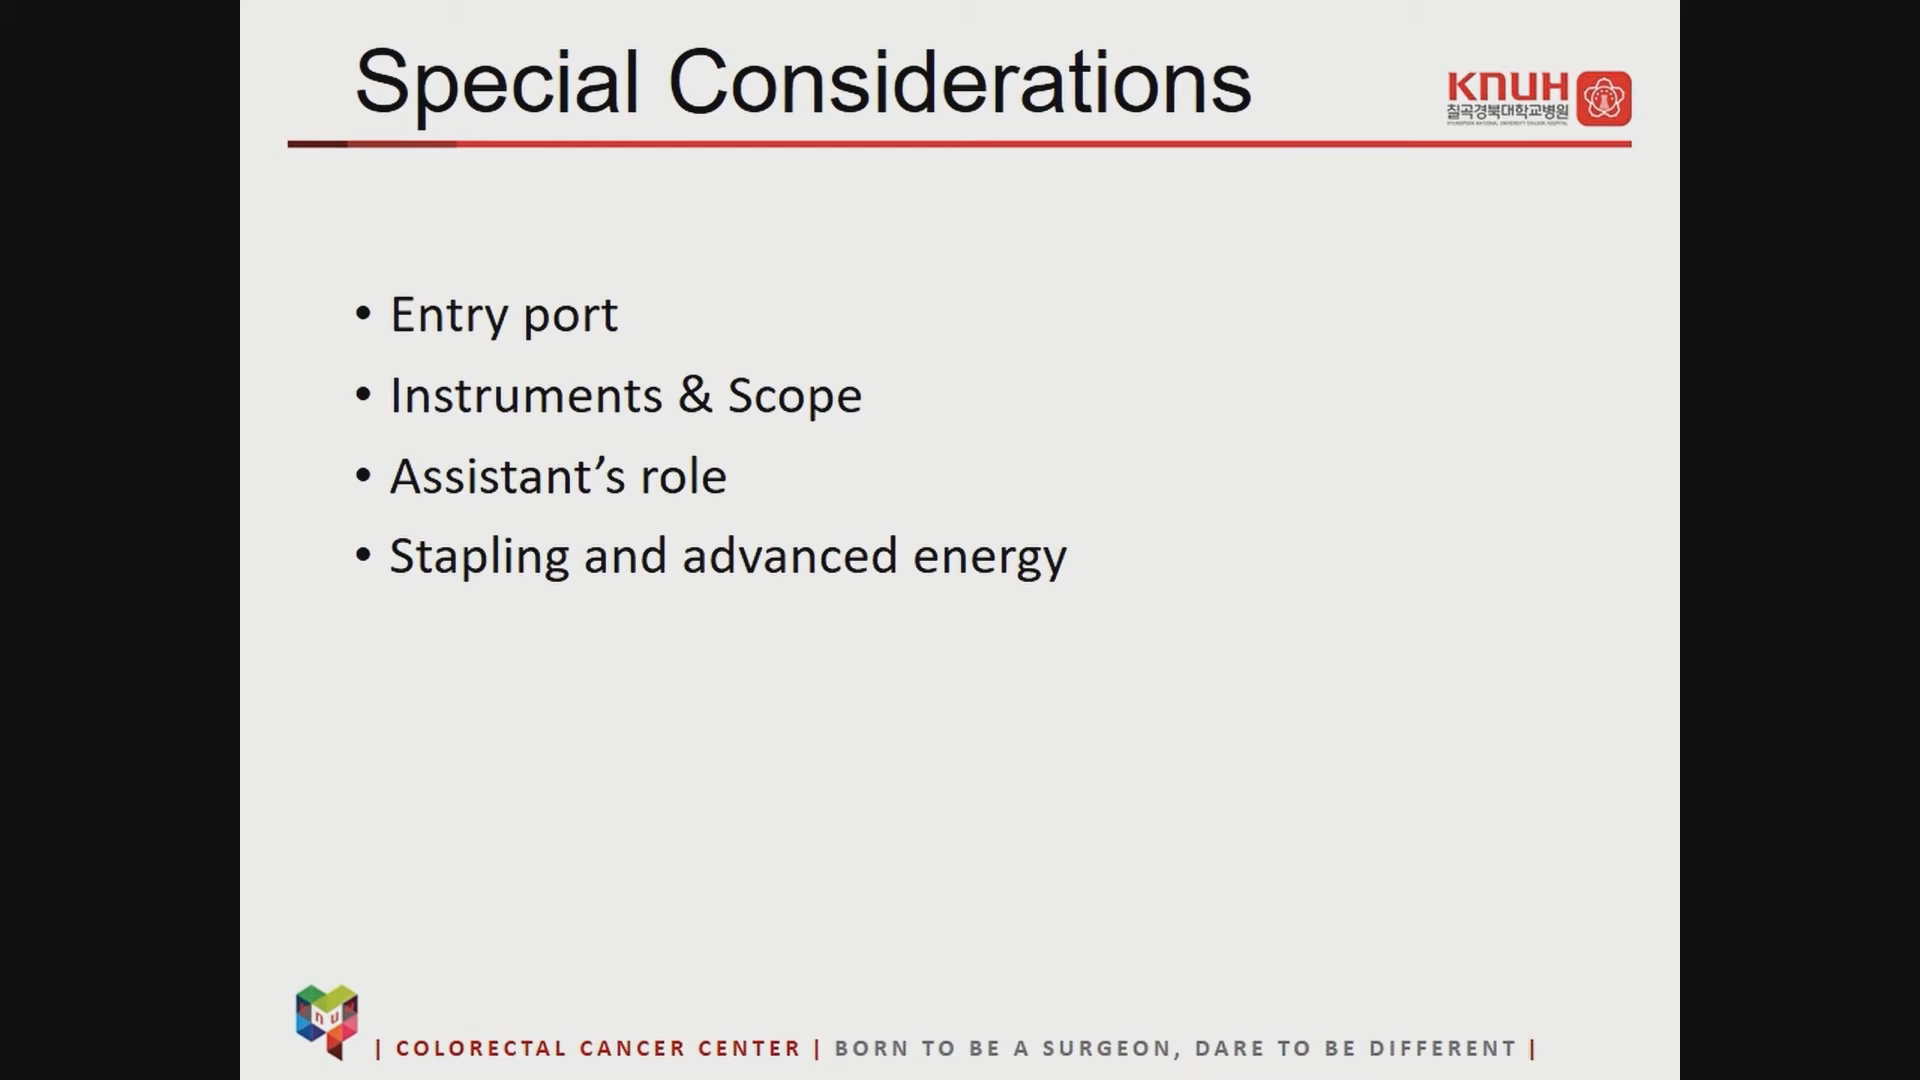 Special Considerations
KNUH
칠곡경북대학교병원
• Entry port
• Instruments & Scope
• Assistant’s role
• Stapling and advanced energy
| COLORECTAL CANCER CENTER | BORN TO BE A SURGEON, DARE TO BE DIFFERENT |